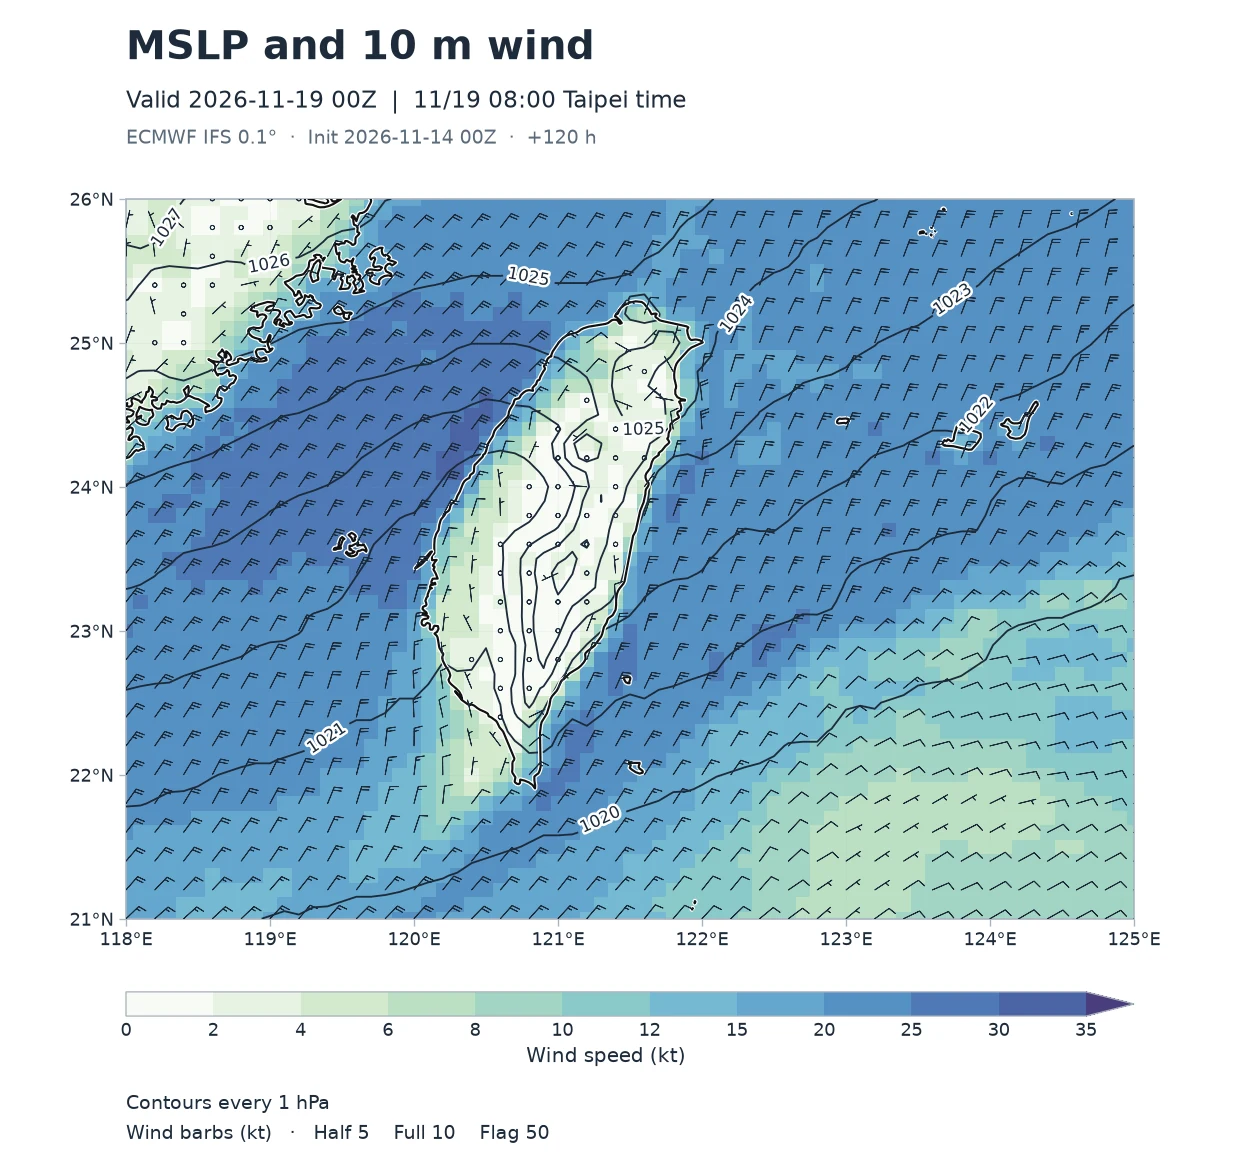 MSLP and 10 m wind
Valid 2026-11-19 00Z | 11/19 08:00 Taipei time
ECMWF IFS 0.1° · Init 2026-11-14 00Z · +120 h
26°N
1027
1026
1025
1024
1023
25°N
1022
1025
24°N
23°N
1021
22°N
1020
21°N
118°E 119°E 120°E 121°E 122°E 123°E 124°E 125°E
0 2 4 6 8 10 12 15 20 25 30 35
Wind speed (kt)
Contours every 1 hPa
Wind barbs (kt) · Half 5 Full 10 Flag 50